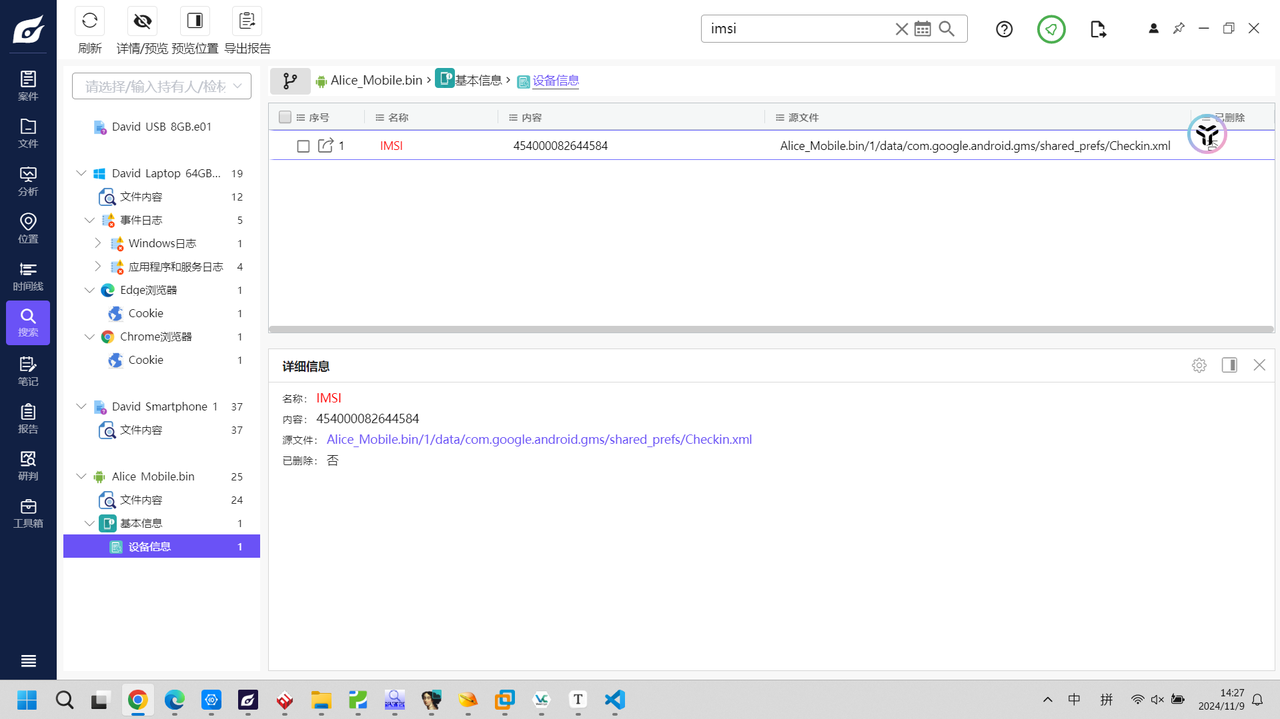 imsi
刷新
详情/预览
预览位置
导出报告
案件
文件
分析
位置
时间线
搜索
笔记
报告
研判
工具箱
请选择/输入持有人/检材
David USB 8GB.e01
David Laptop 64GB... 19
文件内容 12
事件日志 5
Windows日志 1
应用程序和服务日志 4
Edge浏览器 1
Cookie 1
Chrome浏览器 1
Cookie 1
David Smartphone 1 37
文件内容 37
Alice Mobile.bin 25
文件内容 24
基本信息 1
设备信息 1
Alice_Mobile.bin > 基本信息 > 设备信息
序号 名称 内容 源文件 已删除
1 IMSI 454000082644584 Alice_Mobile.bin/1/data/com.google.android.gms/shared_prefs/Checkin.xml
详细信息
名称: IMSI
内容: 454000082644584
源文件: Alice_Mobile.bin/1/data/com.google.android.gms/shared_prefs/Checkin.xml
已删除: 否
中 拼
14:27
2024/11/9